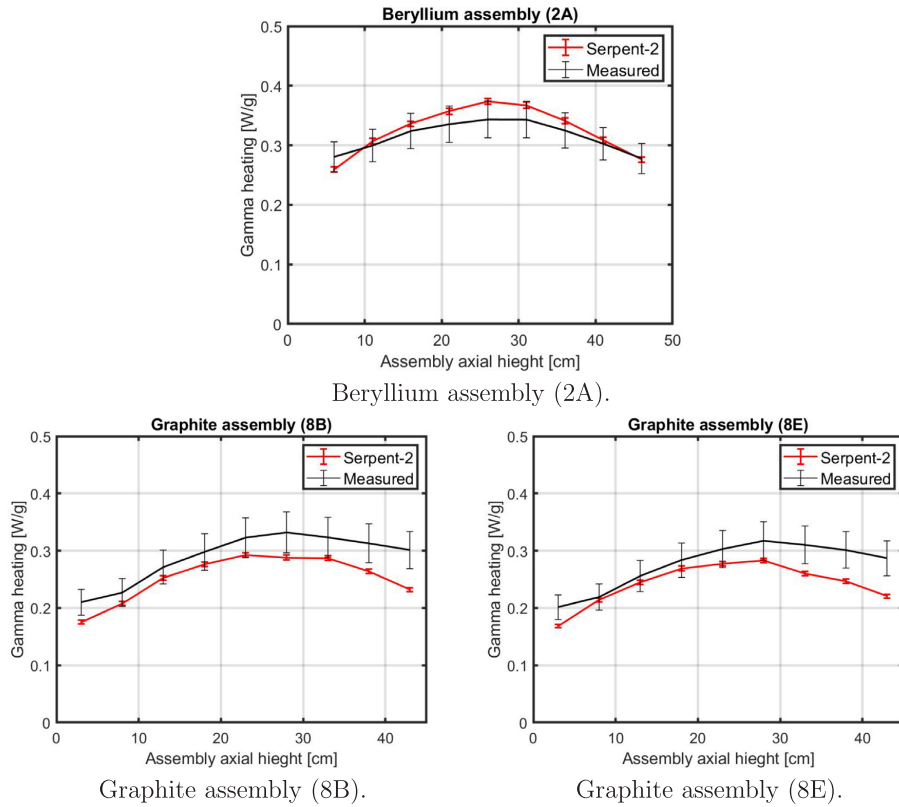 Beryllium assembly (2A)
0.5
Serpent-2
Measured
0.4
0.3
0.2
0.1
0
Gamma heating [W/g]
0 10 20 30 40 50
Assembly axial hieght [cm]
Beryllium assembly (2A).
Graphite assembly (8B)
0.5
Serpent-2
Measured
0.4
0.3
0.2
0.1
0
Gamma heating [W/g]
0 10 20 30 40
Assembly axial hieght [cm]
Graphite assembly (8B).
Graphite assembly (8E)
0.5
Serpent-2
Measured
0.4
0.3
0.2
0.1
0
Gamma heating [W/g]
0 10 20 30 40
Assembly axial hieght [cm]
Graphite assembly (8E).